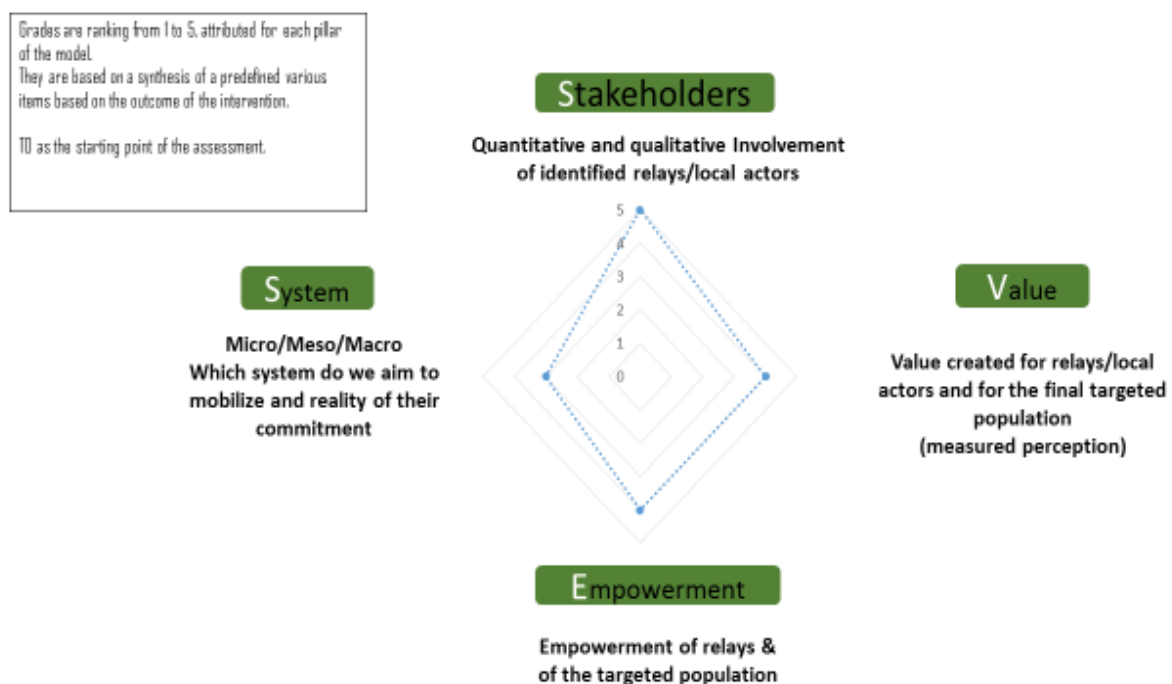 Grades are ranking from 1 to 5, attributed for each pillar
of the model.
They are based on a synthesis of a predefined various
items based on the outcome of the intervention.
T0 as the starting point of the assessment.
Stakeholders
Quantitative and qualitative Involvement
of identified relays/local actors
5
4
3
2
1
0
System
Micro/Meso/Macro
Which system do we aim to
mobilize and reality of their
commitment
Value
Value created for relays/local
actors and for the final targeted
population
(measured perception)
Empowerment
Empowerment of relays &
of the targeted population